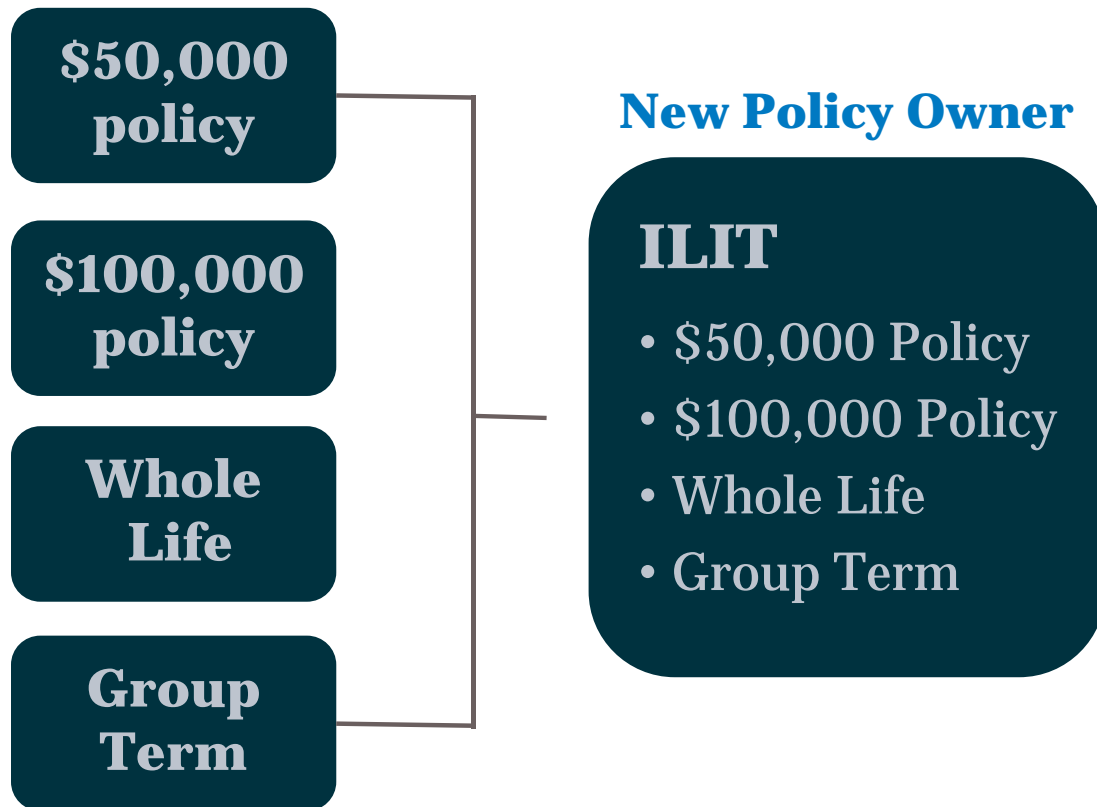 $50,000
policy
$100,000
policy
Whole
Life
Group
Term
New Policy Owner
ILIT
• $50,000 Policy
• $100,000 Policy
• Whole Life
• Group Term